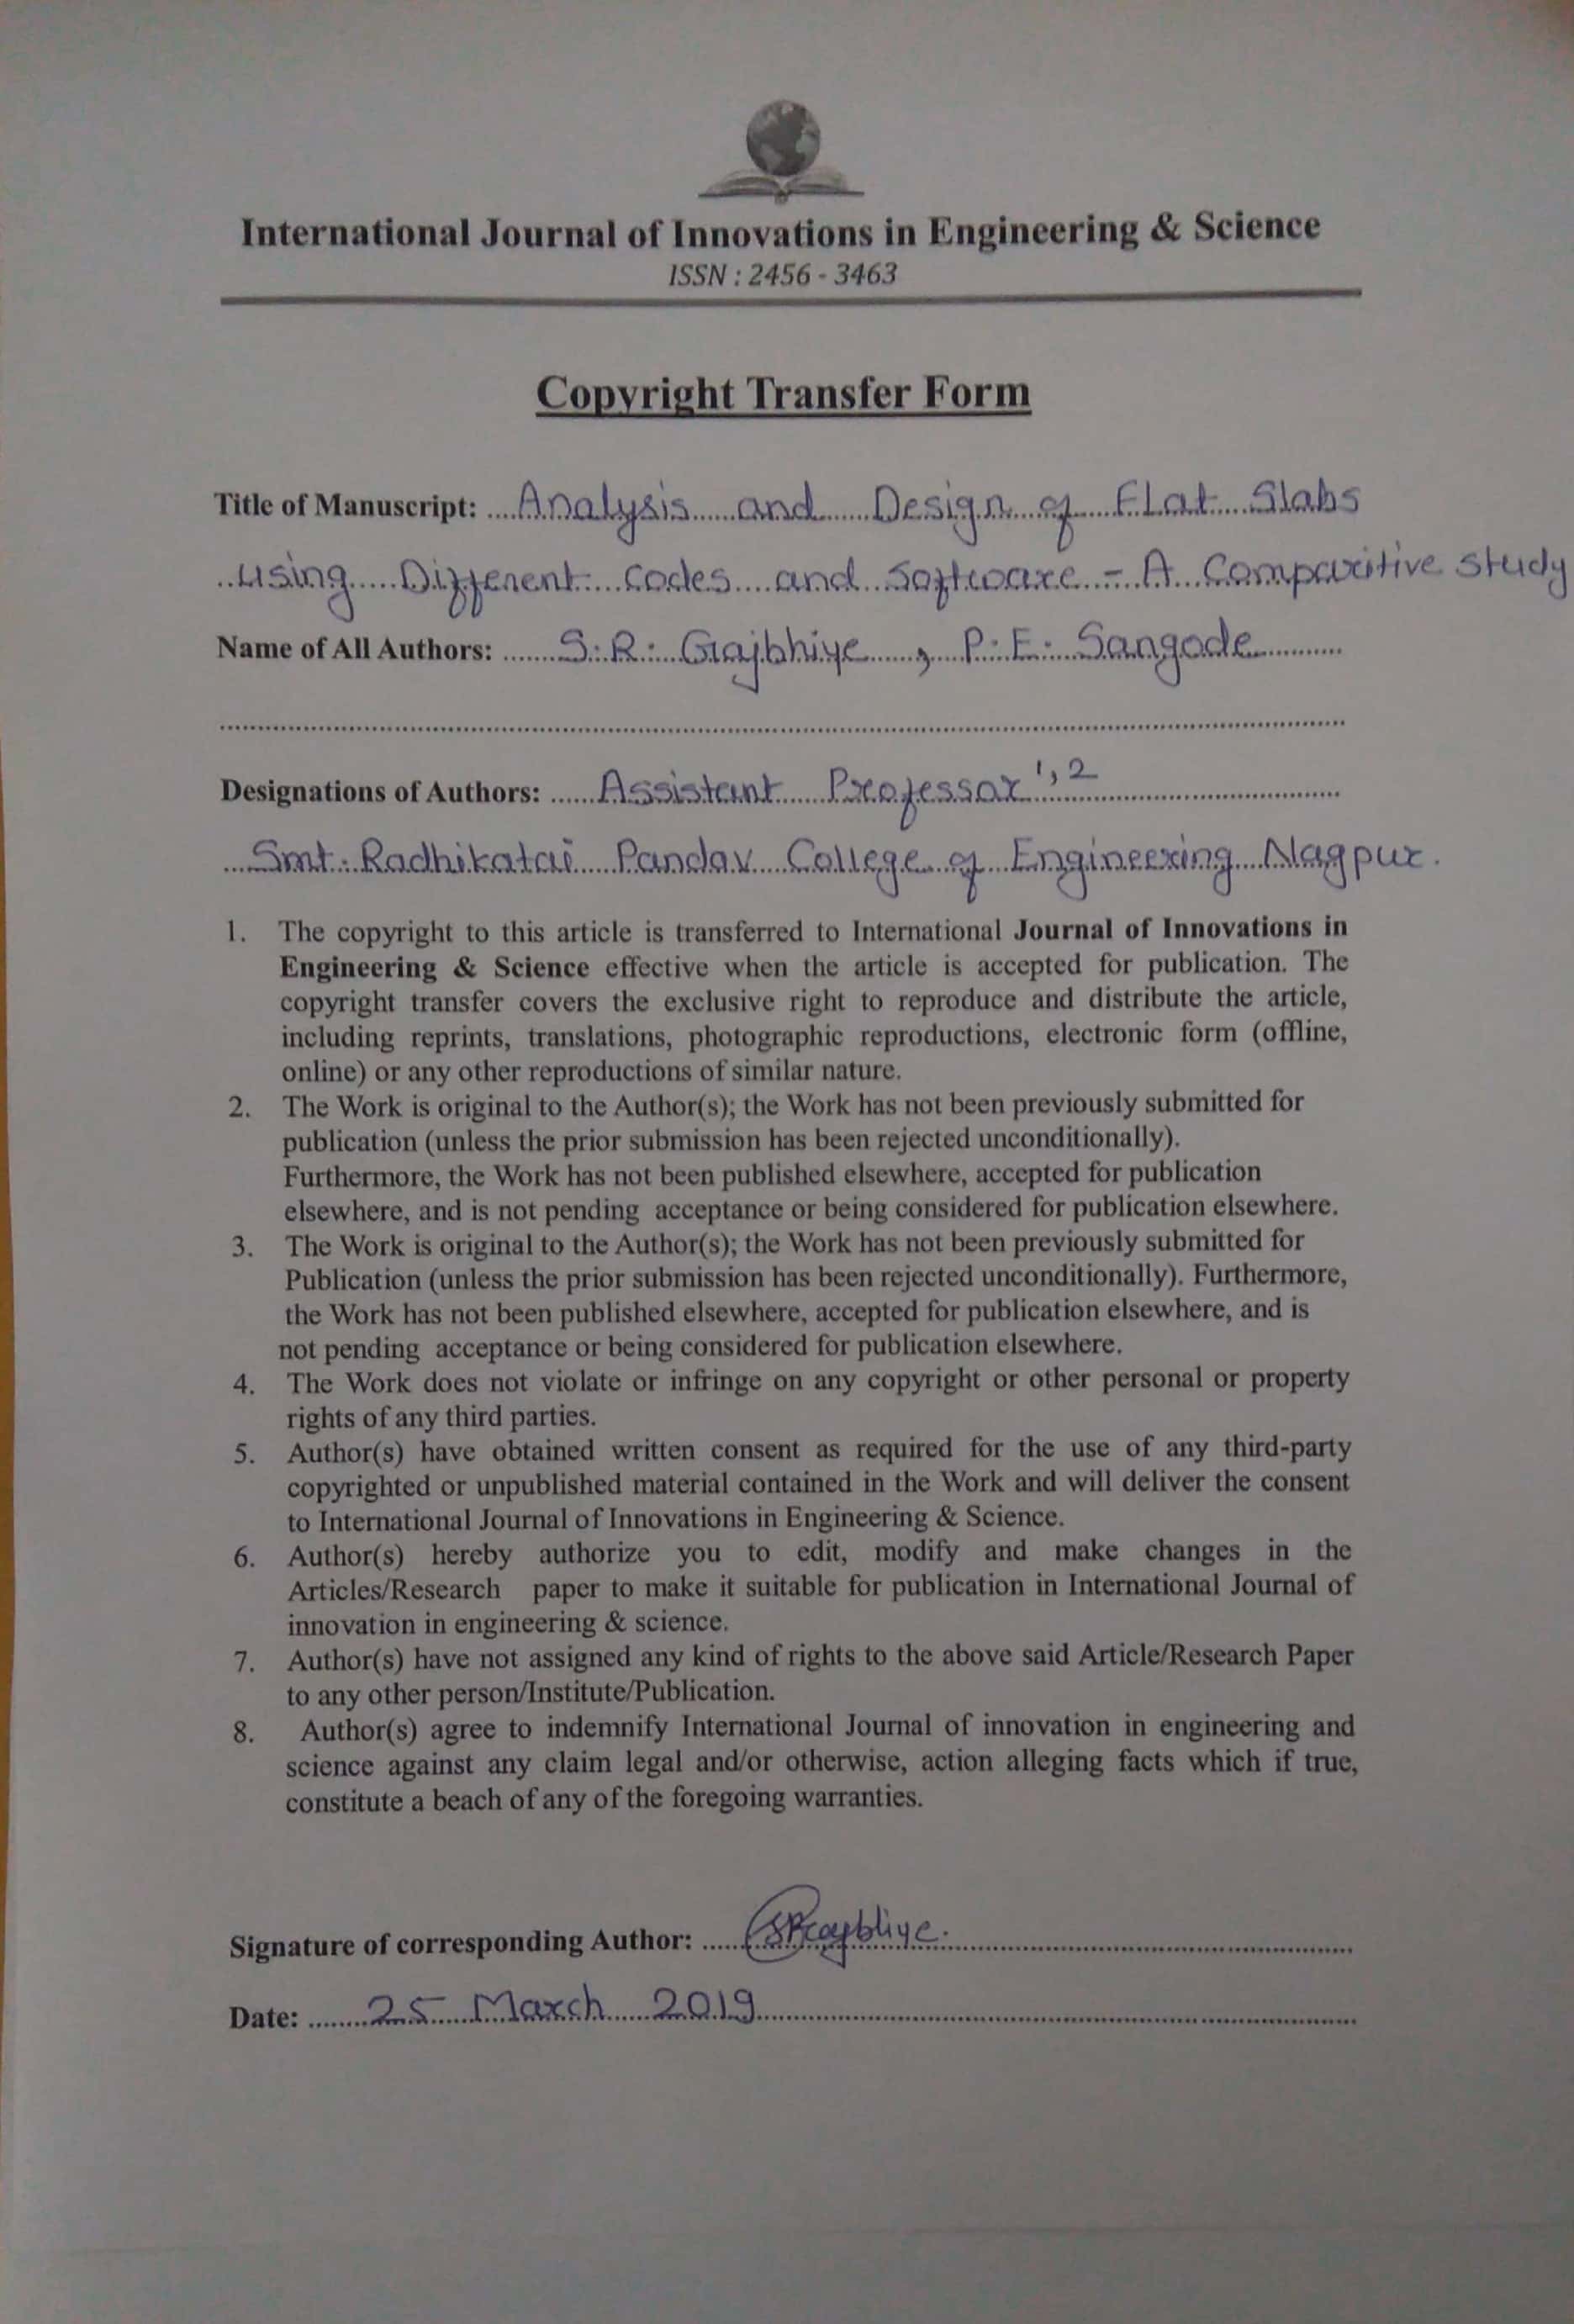 International Journal of Innovations in Engineering & Science
ISSN : 2456 - 3463
Copyright Transfer Form
Title of Manuscript: Analysis and Design of Flat Slabs
using Different codes and Software - A Comparitive study
Name of All Authors: S.R. Gajbhiye, P.E. Sangode
Designations of Authors: Assistant Professor 1,2
Smt. Radhikatai Pandav College of Engineering Nagpur.
1. The copyright to this article is transferred to International Journal of Innovations in
Engineering & Science effective when the article is accepted for publication. The
copyright transfer covers the exclusive right to reproduce and distribute the article,
including reprints, translations, photographic reproductions, electronic form (offline,
online) or any other reproductions of similar nature.
2. The Work is original to the Author(s); the Work has not been previously submitted for
publication (unless the prior submission has been rejected unconditionally).
Furthermore, the Work has not been published elsewhere, accepted for publication
elsewhere, and is not pending acceptance or being considered for publication elsewhere.
3. The Work is original to the Author(s); the Work has not been previously submitted for
Publication (unless the prior submission has been rejected unconditionally). Furthermore,
the Work has not been published elsewhere, accepted for publication elsewhere, and is
not pending acceptance or being considered for publication elsewhere.
4. The Work does not violate or infringe on any copyright or other personal or property
rights of any third parties.
5. Author(s) have obtained written consent as required for the use of any third-party
copyrighted or unpublished material contained in the Work and will deliver the consent
to International Journal of Innovations in Engineering & Science.
6. Author(s) hereby authorize you to edit, modify and make changes in the
Articles/Research paper to make it suitable for publication in International Journal of
innovation in engineering & science.
7. Author(s) have not assigned any kind of rights to the above said Article/Research Paper
to any other person/Institute/Publication.
8. Author(s) agree to indemnify International Journal of innovation in engineering and
science against any claim legal and/or otherwise, action alleging facts which if true,
constitute a beach of any of the foregoing warranties.
Signature of corresponding Author: SRGajbhiye.
Date: 25 March 2019